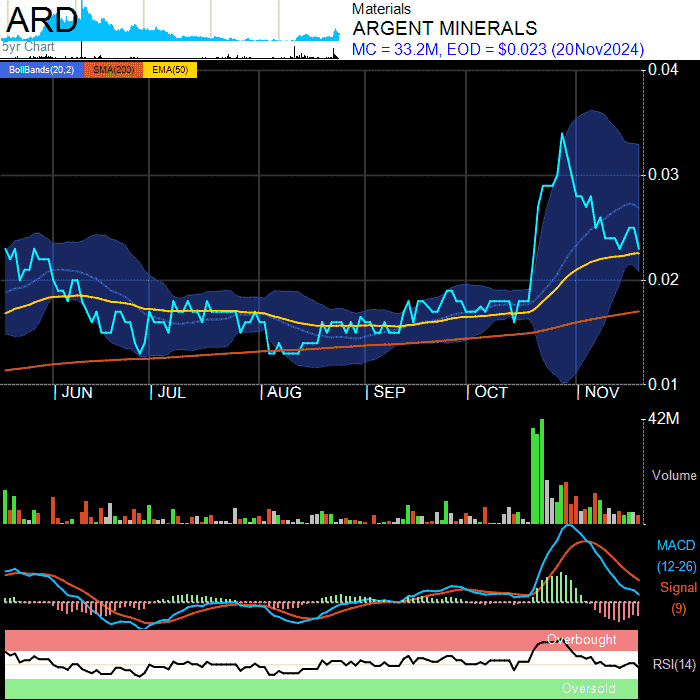 ARD
5yr Chart
Materials
ARGENT MINERALS
MC = 33.2M, EOD = $0.023 (20Nov2024)
BollBands(20,2) SMA(200) EMA(50)
0.04
0.03
0.02
0.01
JUN JUL AUG SEP OCT NOV
42M
Volume
MACD
(12-26)
Signal
(9)
Overbought
RSI(14)
Oversold